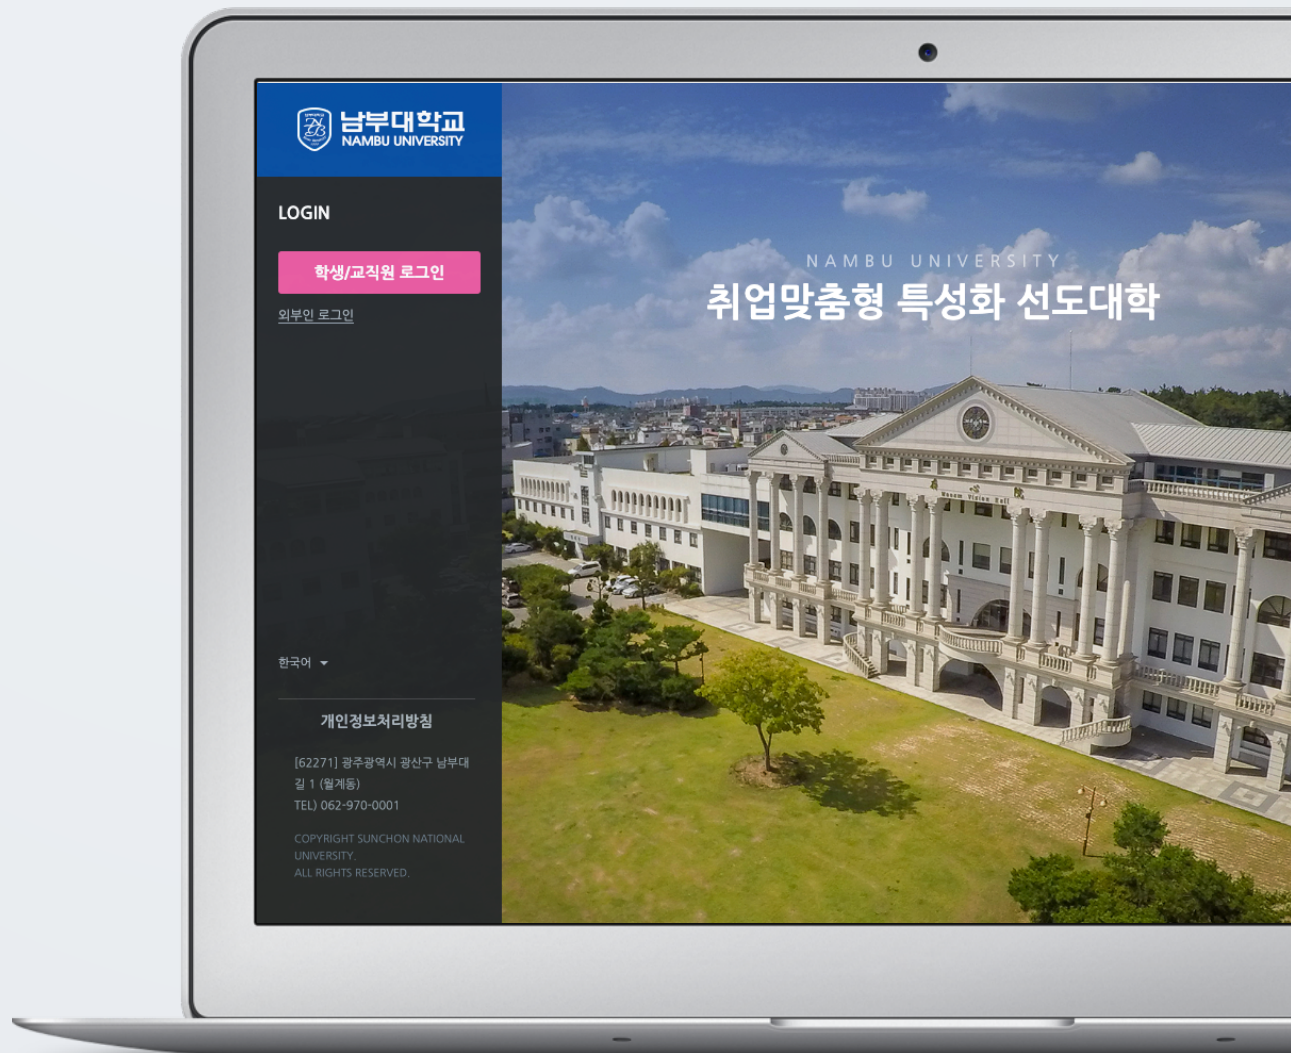 남부대학교
NAMBU UNIVERSITY
LOGIN
학생/교직원 로그인
외부인 로그인
한국어
개인정보처리방침
[62271] 광주광역시 광산구 남부대
길 1 (월계동)
TEL) 062-970-0001
COPYRIGHT SUNCHON NATIONAL
UNIVERSITY.
ALL RIGHTS RESERVED.
NAMBU UNIVERSITY
취업맞춤형 특성화 선도대학